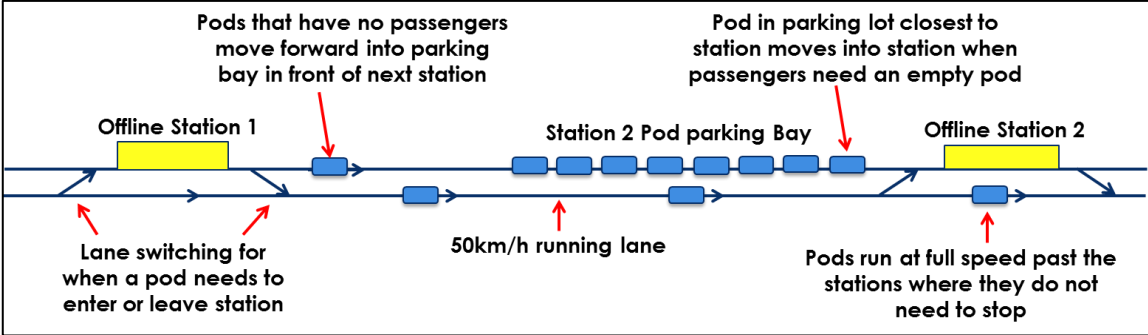 Pods that have no passengers
move forward into parking
bay in front of next station
Pod in parking lot closest to
station moves into station when
passengers need an empty pod
Offline Station 1
Station 2 Pod parking Bay
Offline Station 2
Lane switching for
when a pod needs to
enter or leave station
50km/h running lane
Pods run at full speed past the
stations where they do not
need to stop